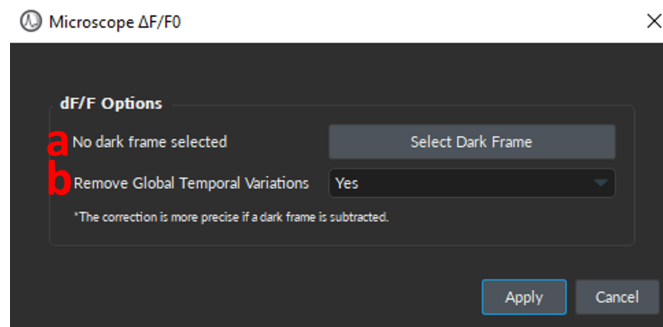 Microscope ΔF/F0
dF/F Options
a No dark frame selected Select Dark Frame
b Remove Global Temporal Variations Yes
*The correction is more precise if a dark frame is subtracted.
Apply Cancel